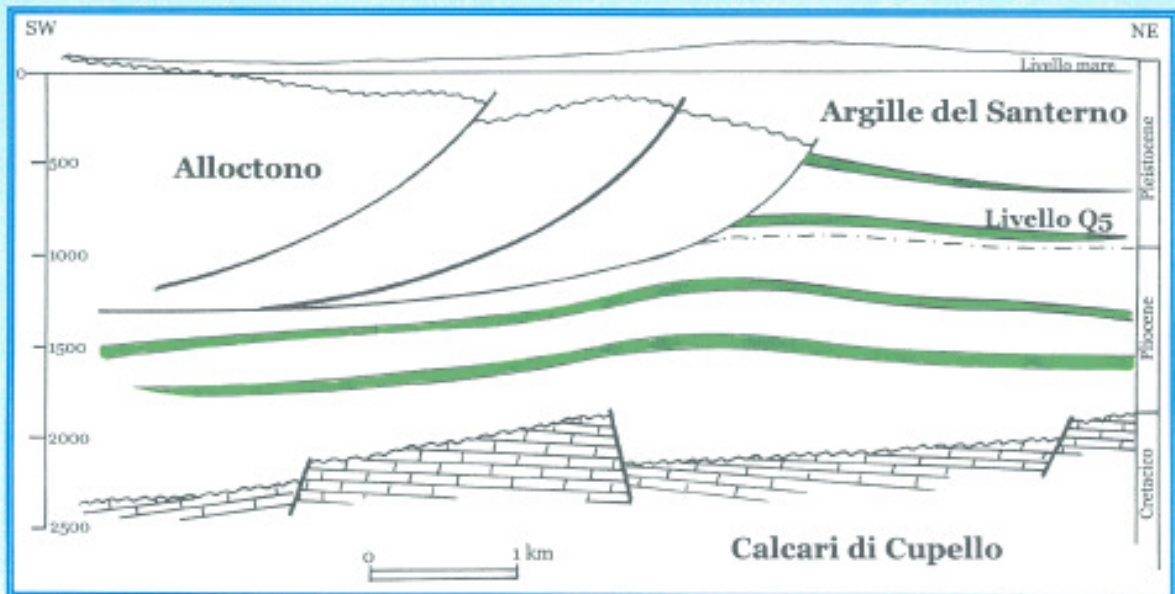 SW
NE
0
Livello mare
Argille del Santerno
Alloctono
500
Pleistocene
Livello Q5
1000
1500
Pliocene
2000
Cretacico
2500
0
1 km
Calcari di Cupello